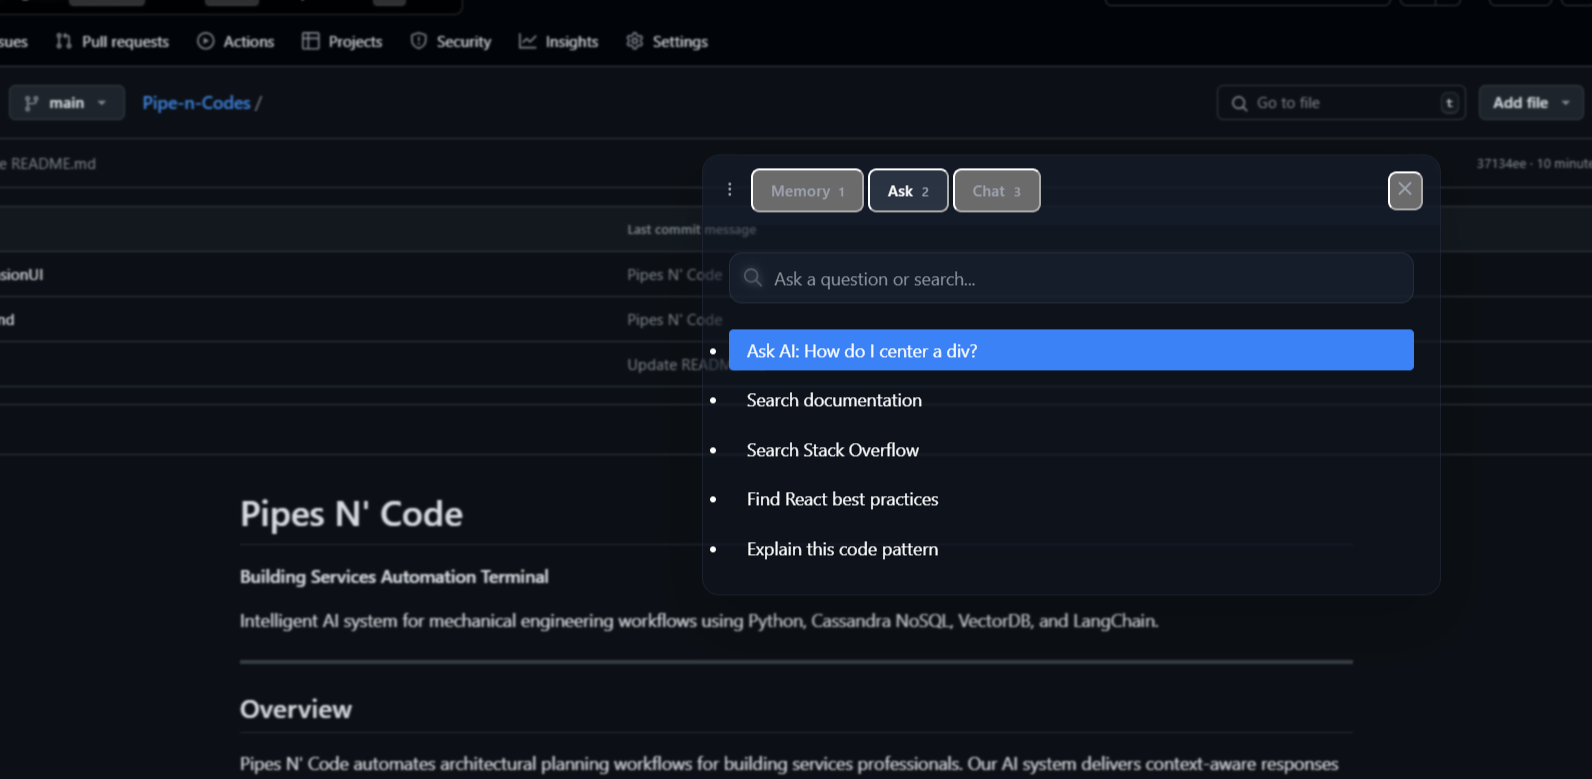 sues Pull requests Actions Projects Security Insights Settings
main Pipe-n-Codes / Go to file t Add file
e README.md 37134ee · 10 minute
Memory 1 Ask 2 Chat 3
Last commit message
Ask a question or search...
sionUI Pipes N' Code
nd Pipes N' Code
Update READM
Ask AI: How do I center a div?
Search documentation
Search Stack Overflow
Find React best practices
Explain this code pattern
Pipes N' Code
Building Services Automation Terminal
Intelligent AI system for mechanical engineering workflows using Python, Cassandra NoSQL, VectorDB, and LangChain.
Overview
Pipes N' Code automates architectural planning workflows for building services professionals. Our AI system delivers context-aware responses